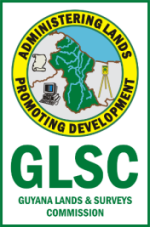 ADMINISTERING LANDS
PROMOTING DEVELOPMENT
GLSC
GUYANA LANDS & SURVEYS
COMMISSION